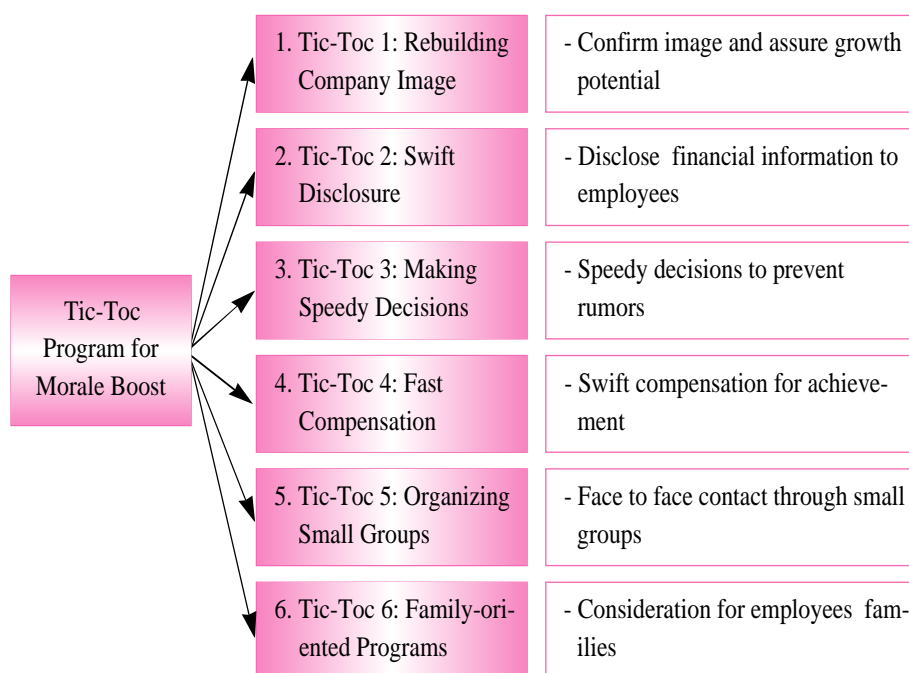 Tic-Toc
Program for
Morale Boost
1. Tic-Toc 1: Rebuilding
Company Image
- Confirm image and assure growth
potential
2. Tic-Toc 2: Swift
Disclosure
- Disclose financial information to
employees
3. Tic-Toc 3: Making
Speedy Decisions
- Speedy decisions to prevent
rumors
4. Tic-Toc 4: Fast
Compensation
- Swift compensation for achieve-
ment
5. Tic-Toc 5: Organizing
Small Groups
- Face to face contact through small
groups
6. Tic-Toc 6: Family-ori-
ented Programs
- Consideration for employees fam-
ilies